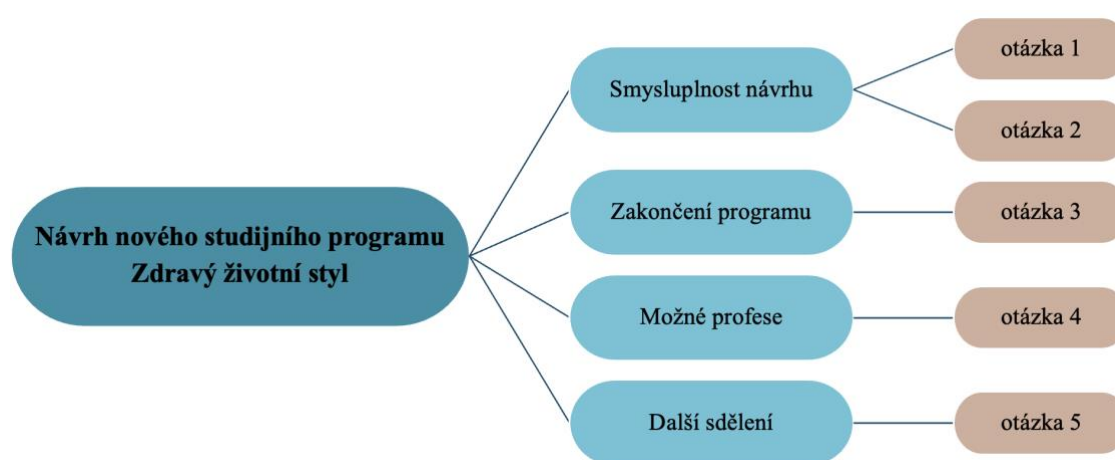 Návrh nového studijního programu
Zdravý životní styl
Smysluplnost návrhu
otázka 1
otázka 2
Zakončení programu
otázka 3
Možné profese
otázka 4
Další sdělení
otázka 5